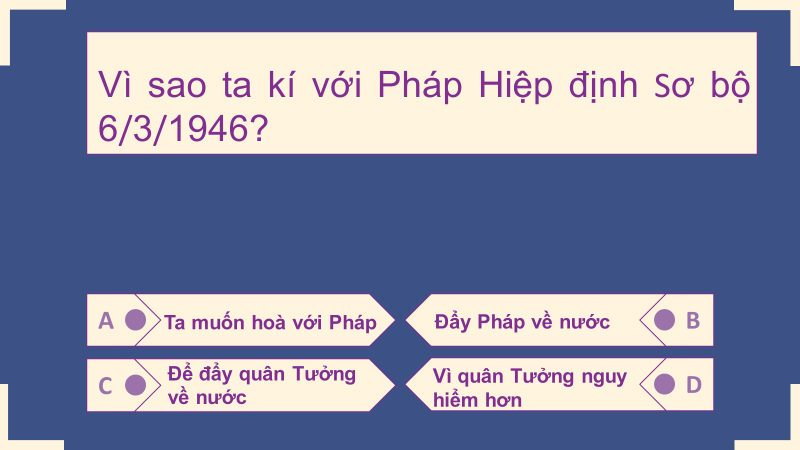 Vì sao ta kí với Pháp Hiệp định Sơ bộ
6/3/1946?
A Ta muốn hoà với Pháp
Đẩy Pháp về nước B
C Để đẩy quân Tưởng
về nước
Vì quân Tưởng nguy
hiểm hơn D